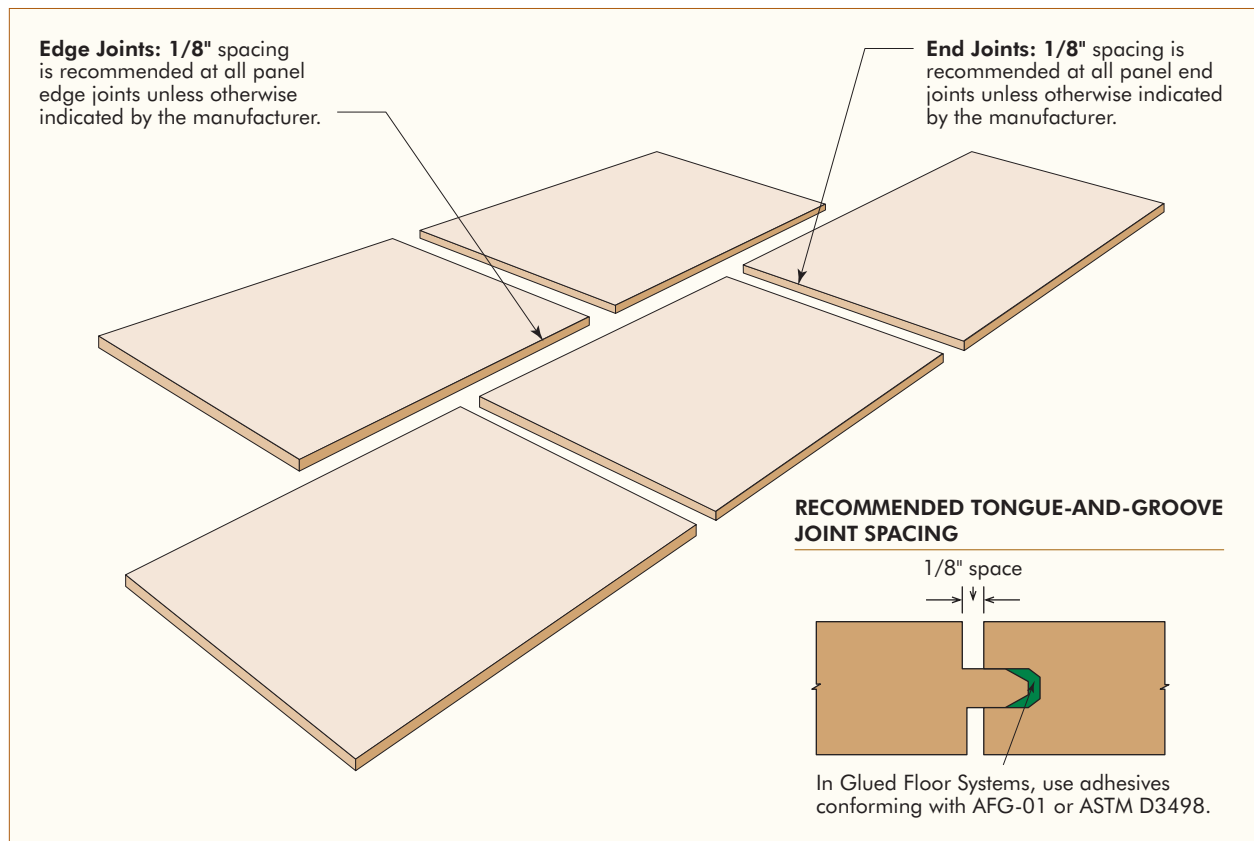 Edge Joints: 1/8" spacing
is recommended at all panel
edge joints unless otherwise
indicated by the manufacturer.
End Joints: 1/8" spacing is
recommended at all panel end
joints unless otherwise indicated
by the manufacturer.
RECOMMENDED TONGUE-AND-GROOVE
JOINT SPACING
1/8" space
In Glued Floor Systems, use adhesives
conforming with AFG-01 or ASTM D3498.